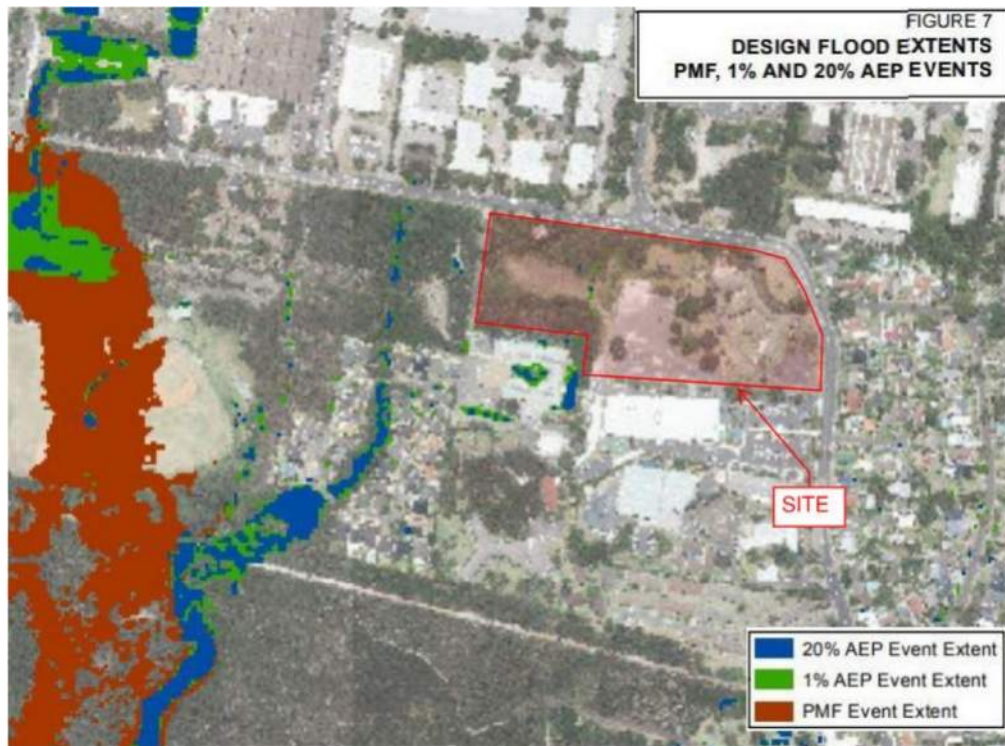 FIGURE 7
DESIGN FLOOD EXTENTS
PMF, 1% AND 20% AEP EVENTS
SITE
20% AEP Event Extent
1% AEP Event Extent
PMF Event Extent